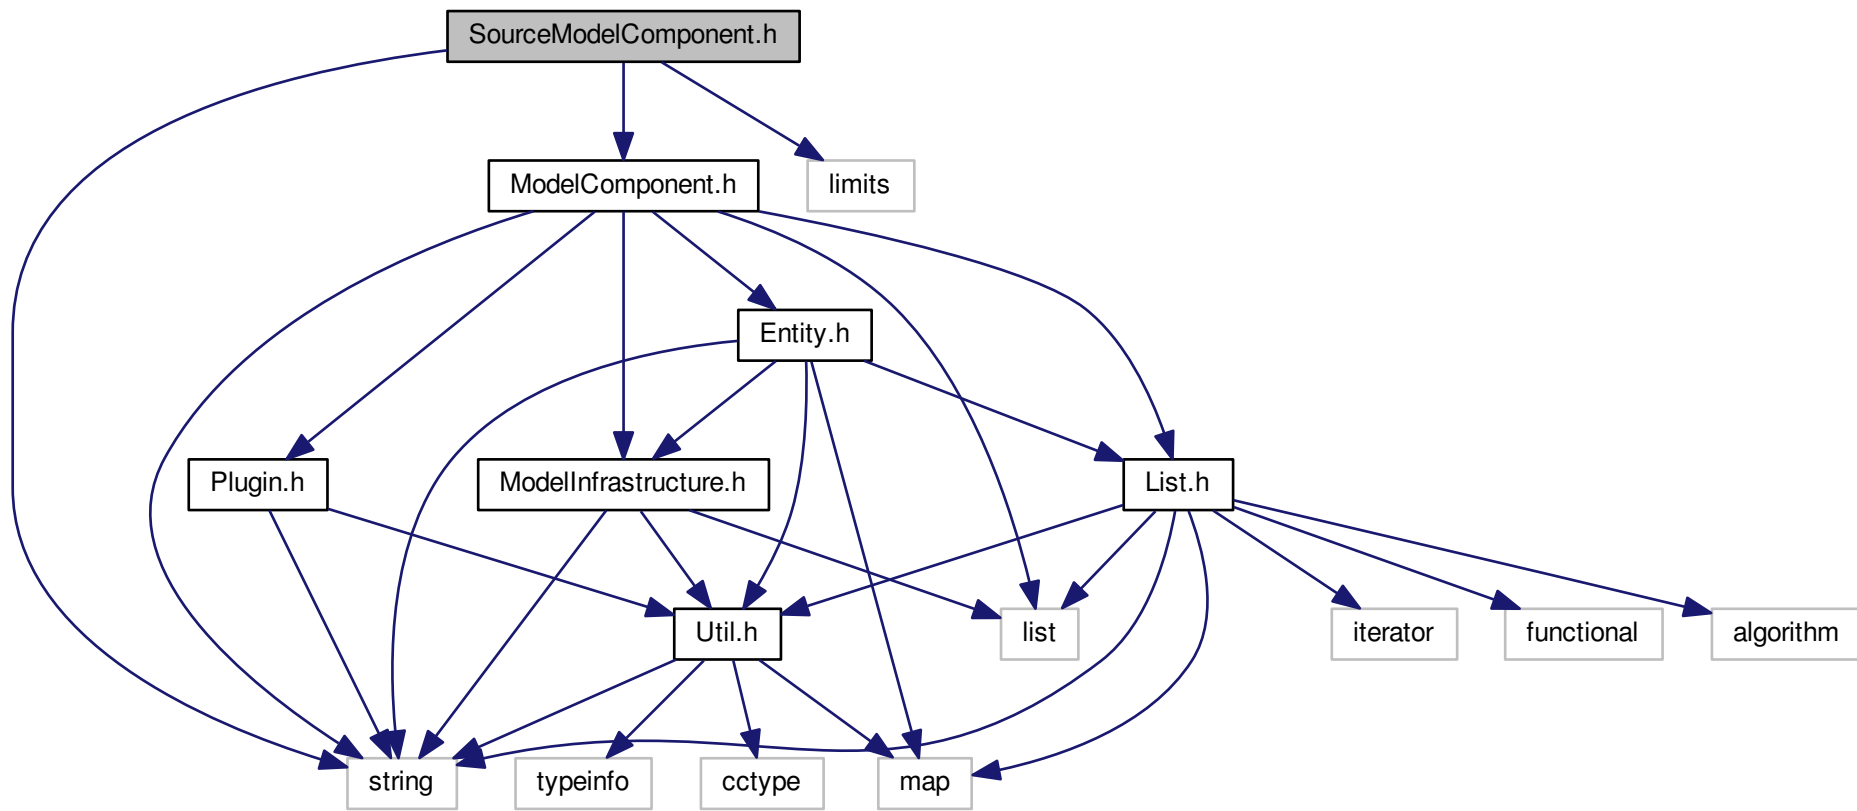 SourceModelComponent.h
ModelComponent.h
limits
Entity.h
Plugin.h
ModelInfrastructure.h
List.h
Util.h
list
iterator
functional
algorithm
string
typeinfo
cctype
map